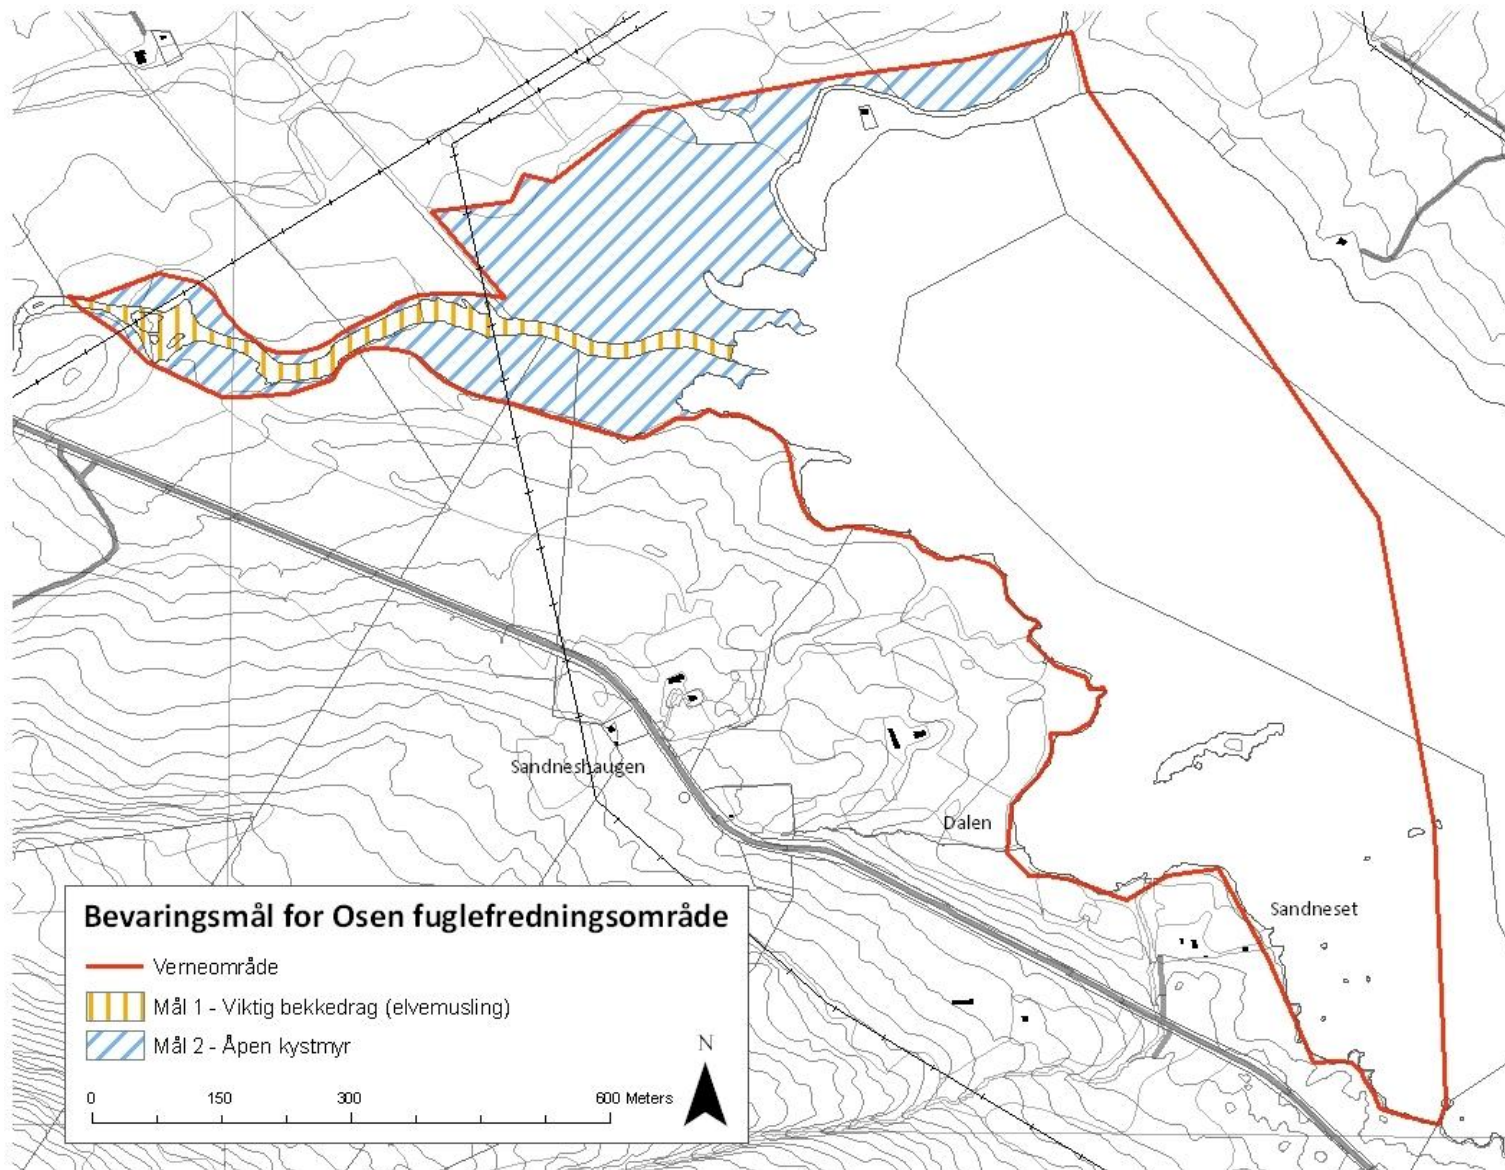 Sandneshaugen
Dalen
Sandneset
Bevaringsmål for Osen fuglefredningsområde
Verneområde
Mål 1 - Viktig bekkedrag (elvemusling)
Mål 2 - Åpen kystmyr
N
0 150 300 600 Meters